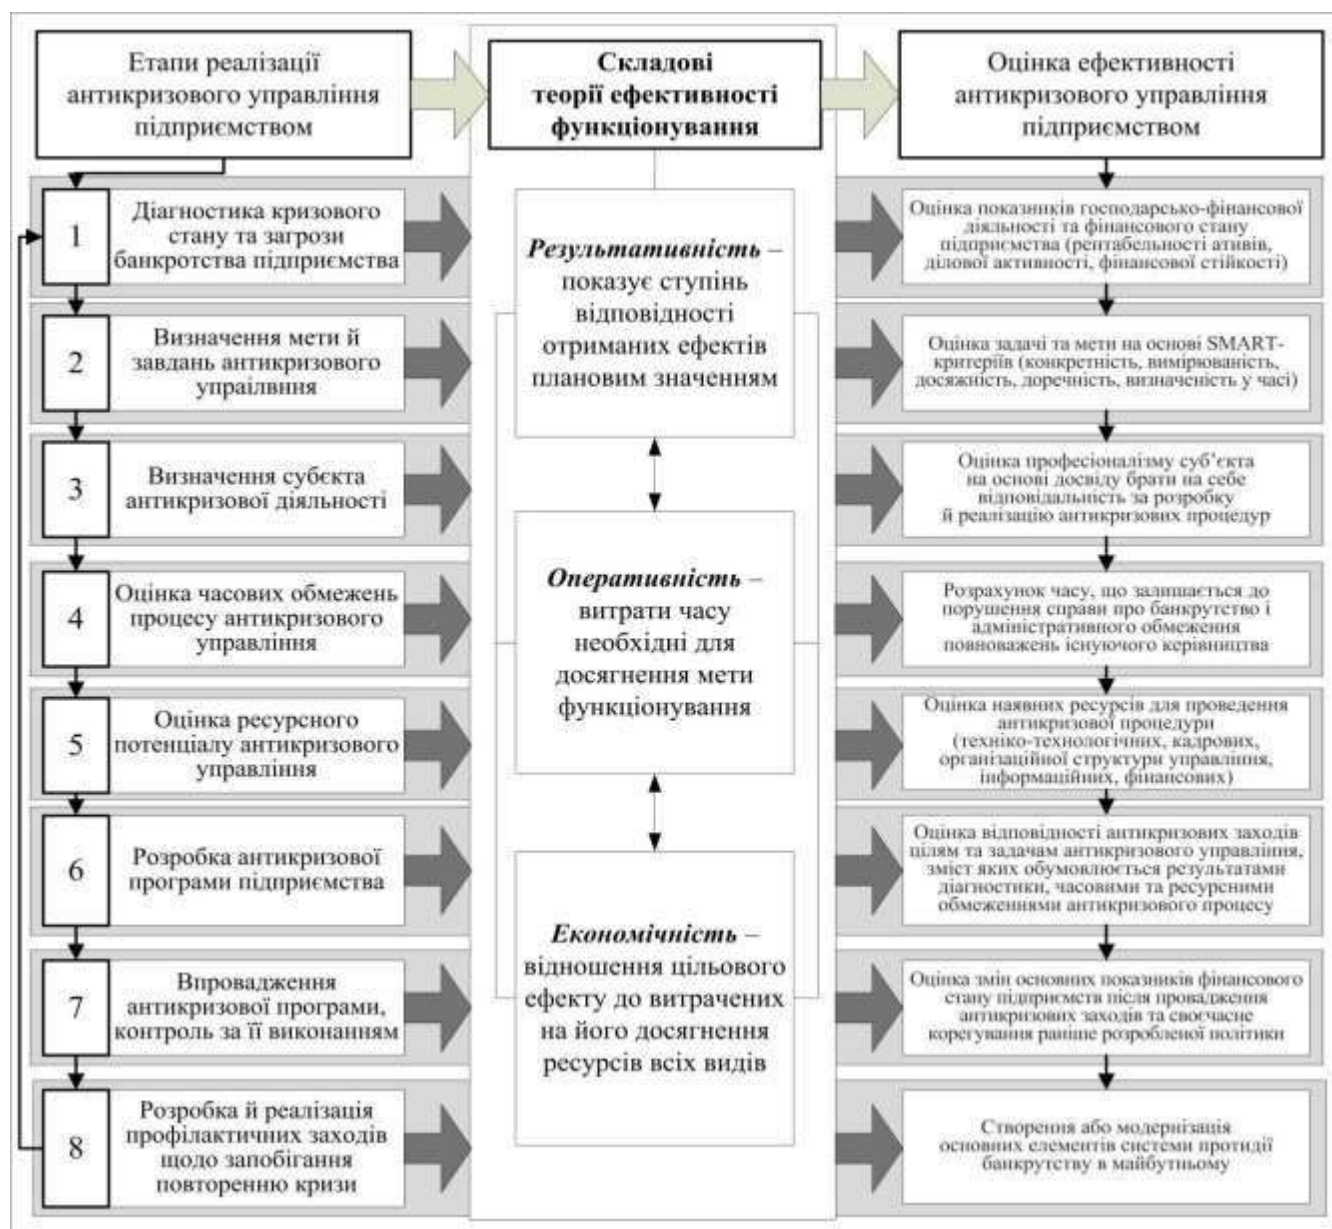 Етапи реалізації
антикризового управління
підприємством
Складові
теорії ефективності
функціонування
Оцінка ефективності
антикризового управління
підприємством
1
Діагностика кризового
стану та загрози
банкротства підприємства
Оцінка показників господарсько-фінансової
діяльності та фінансового стану
підприємства (рентабельності ативів,
ділової активності, фінансової стійкості)
2
Визначення мети й
завдань антикризового
упраілвння
Оцінка задачі та мети на основі SMART-
критеріїв (конкретність, вимірюваність,
досяжність, доречність, визначеність у часі)
3
Визначення субєкта
антикризової діяльності
Оцінка професіоналізму суб’єкта
на основі досвіду брати на себе
відповідальність за розробку
й реалізацію антикризових процедур
4
Оцінка часових обмежень
процесу антикризового
управління
Розрахунок часу, що залишається до
порушення справи про банкрутство і
адміністративного обмеження
повноважень існуючого керівництва
5
Оцінка ресурсного
потенціалу антикризового
управління
Оцінка наявних ресурсів для проведення
антикризової процедури
(техніко-технологічних, кадрових,
організаційної структури управління,
інформаційних, фінансових)
6
Розробка антикризової
програми підприємства
Оцінка відповідності антикризових заходів
цілям та задачам антикризового управління,
зміст яких обумовлюється результатами
діагностики, часовими та ресурсними
обмеженнями антикризового процесу
7
Впровадження
антикризової програми,
контроль за її виконанням
Оцінка змін основних показників фінансового
стану підприємств після провадження
антикризових заходів та своєчасне
корегування раніше розробленої політики
8
Розробка й реалізація
профілактичних заходів
щодо запобігання
повторенню кризи
Створення або модернізація
основних елементів системи протидії
банкрутству в майбутньому
Результативність –
показує ступінь
відповідності
отриманих ефектів
плановим значенням
Оперативність –
витрати часу
необхідні для
досягнення мети
функціонування
Економічність –
відношення цільового
ефекту до витрачених
на його досягнення
ресурсів всіх видів